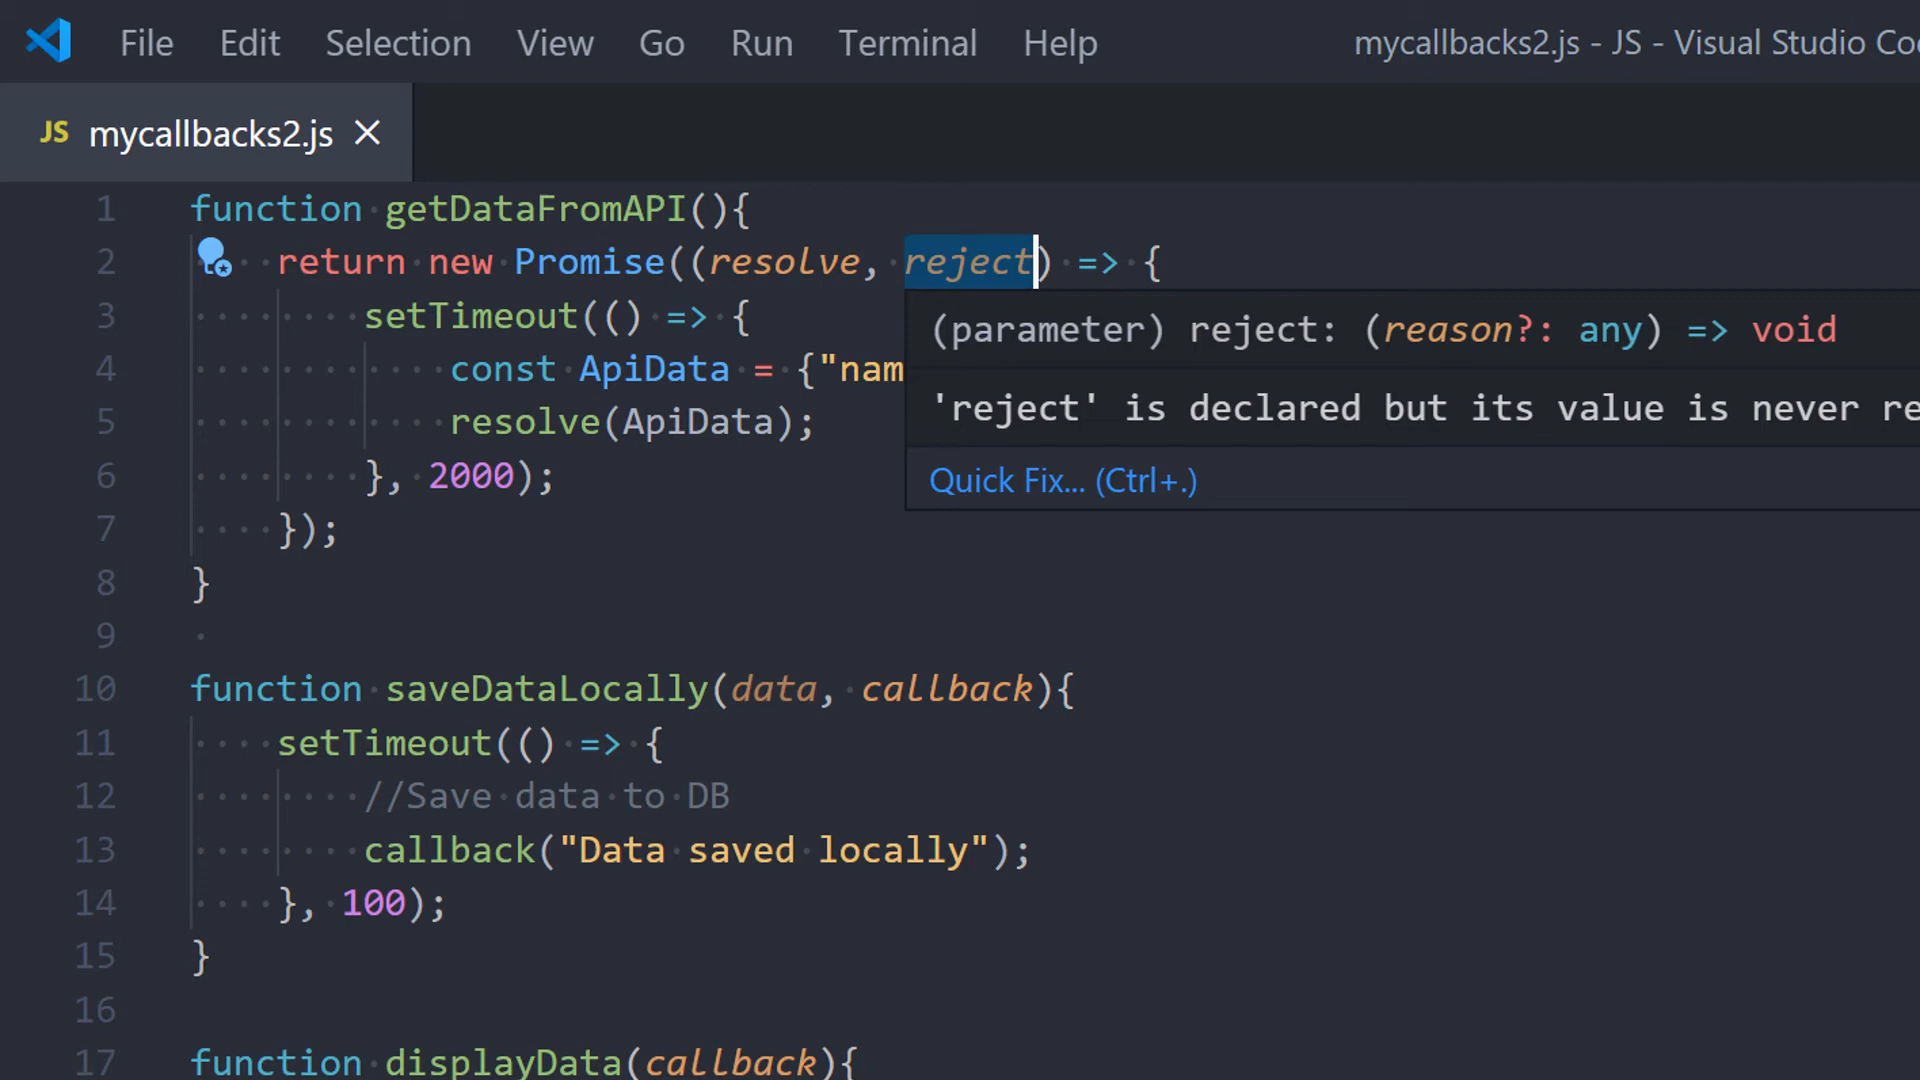 File Edit Selection View Go Run Terminal Help mycallbacks2.js - JS - Visual Studio
JS mycallbacks2.js
1 function getDataFromAPI(){
2 return new Promise((resolve, reject) => {
3 setTimeout(() => {
(parameter) reject: (reason?: any) => void
4 const ApiData = {"nam
5 resolve(ApiData);
'reject' is declared but its value is never
6 }, 2000);
Quick Fix... (Ctrl+.)
7 });
8 }
9
10 function saveDataLocally(data, callback){
11 setTimeout(() => {
12 //Save data to DB
13 callback("Data saved locally");
14 }, 100);
15 }
16
17 function displayData(callback){